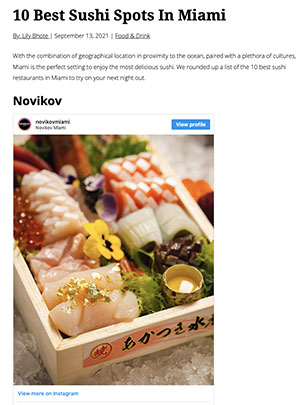 10 Best Sushi Spots In Miami
By: Lily Bhote | September 13, 2021 | Food & Drink
With the combination of geographical location in proximity to the ocean, paired with a plethora of cultures,
Miami is the perfect setting to enjoy the most delicious sushi. We rounded up a list of the 10 best sushi
restaurants in Miami to try on your next night out.
Novikov
novikovmiami
Novikov Miami
View profile
あかつき水
View more on Instagram